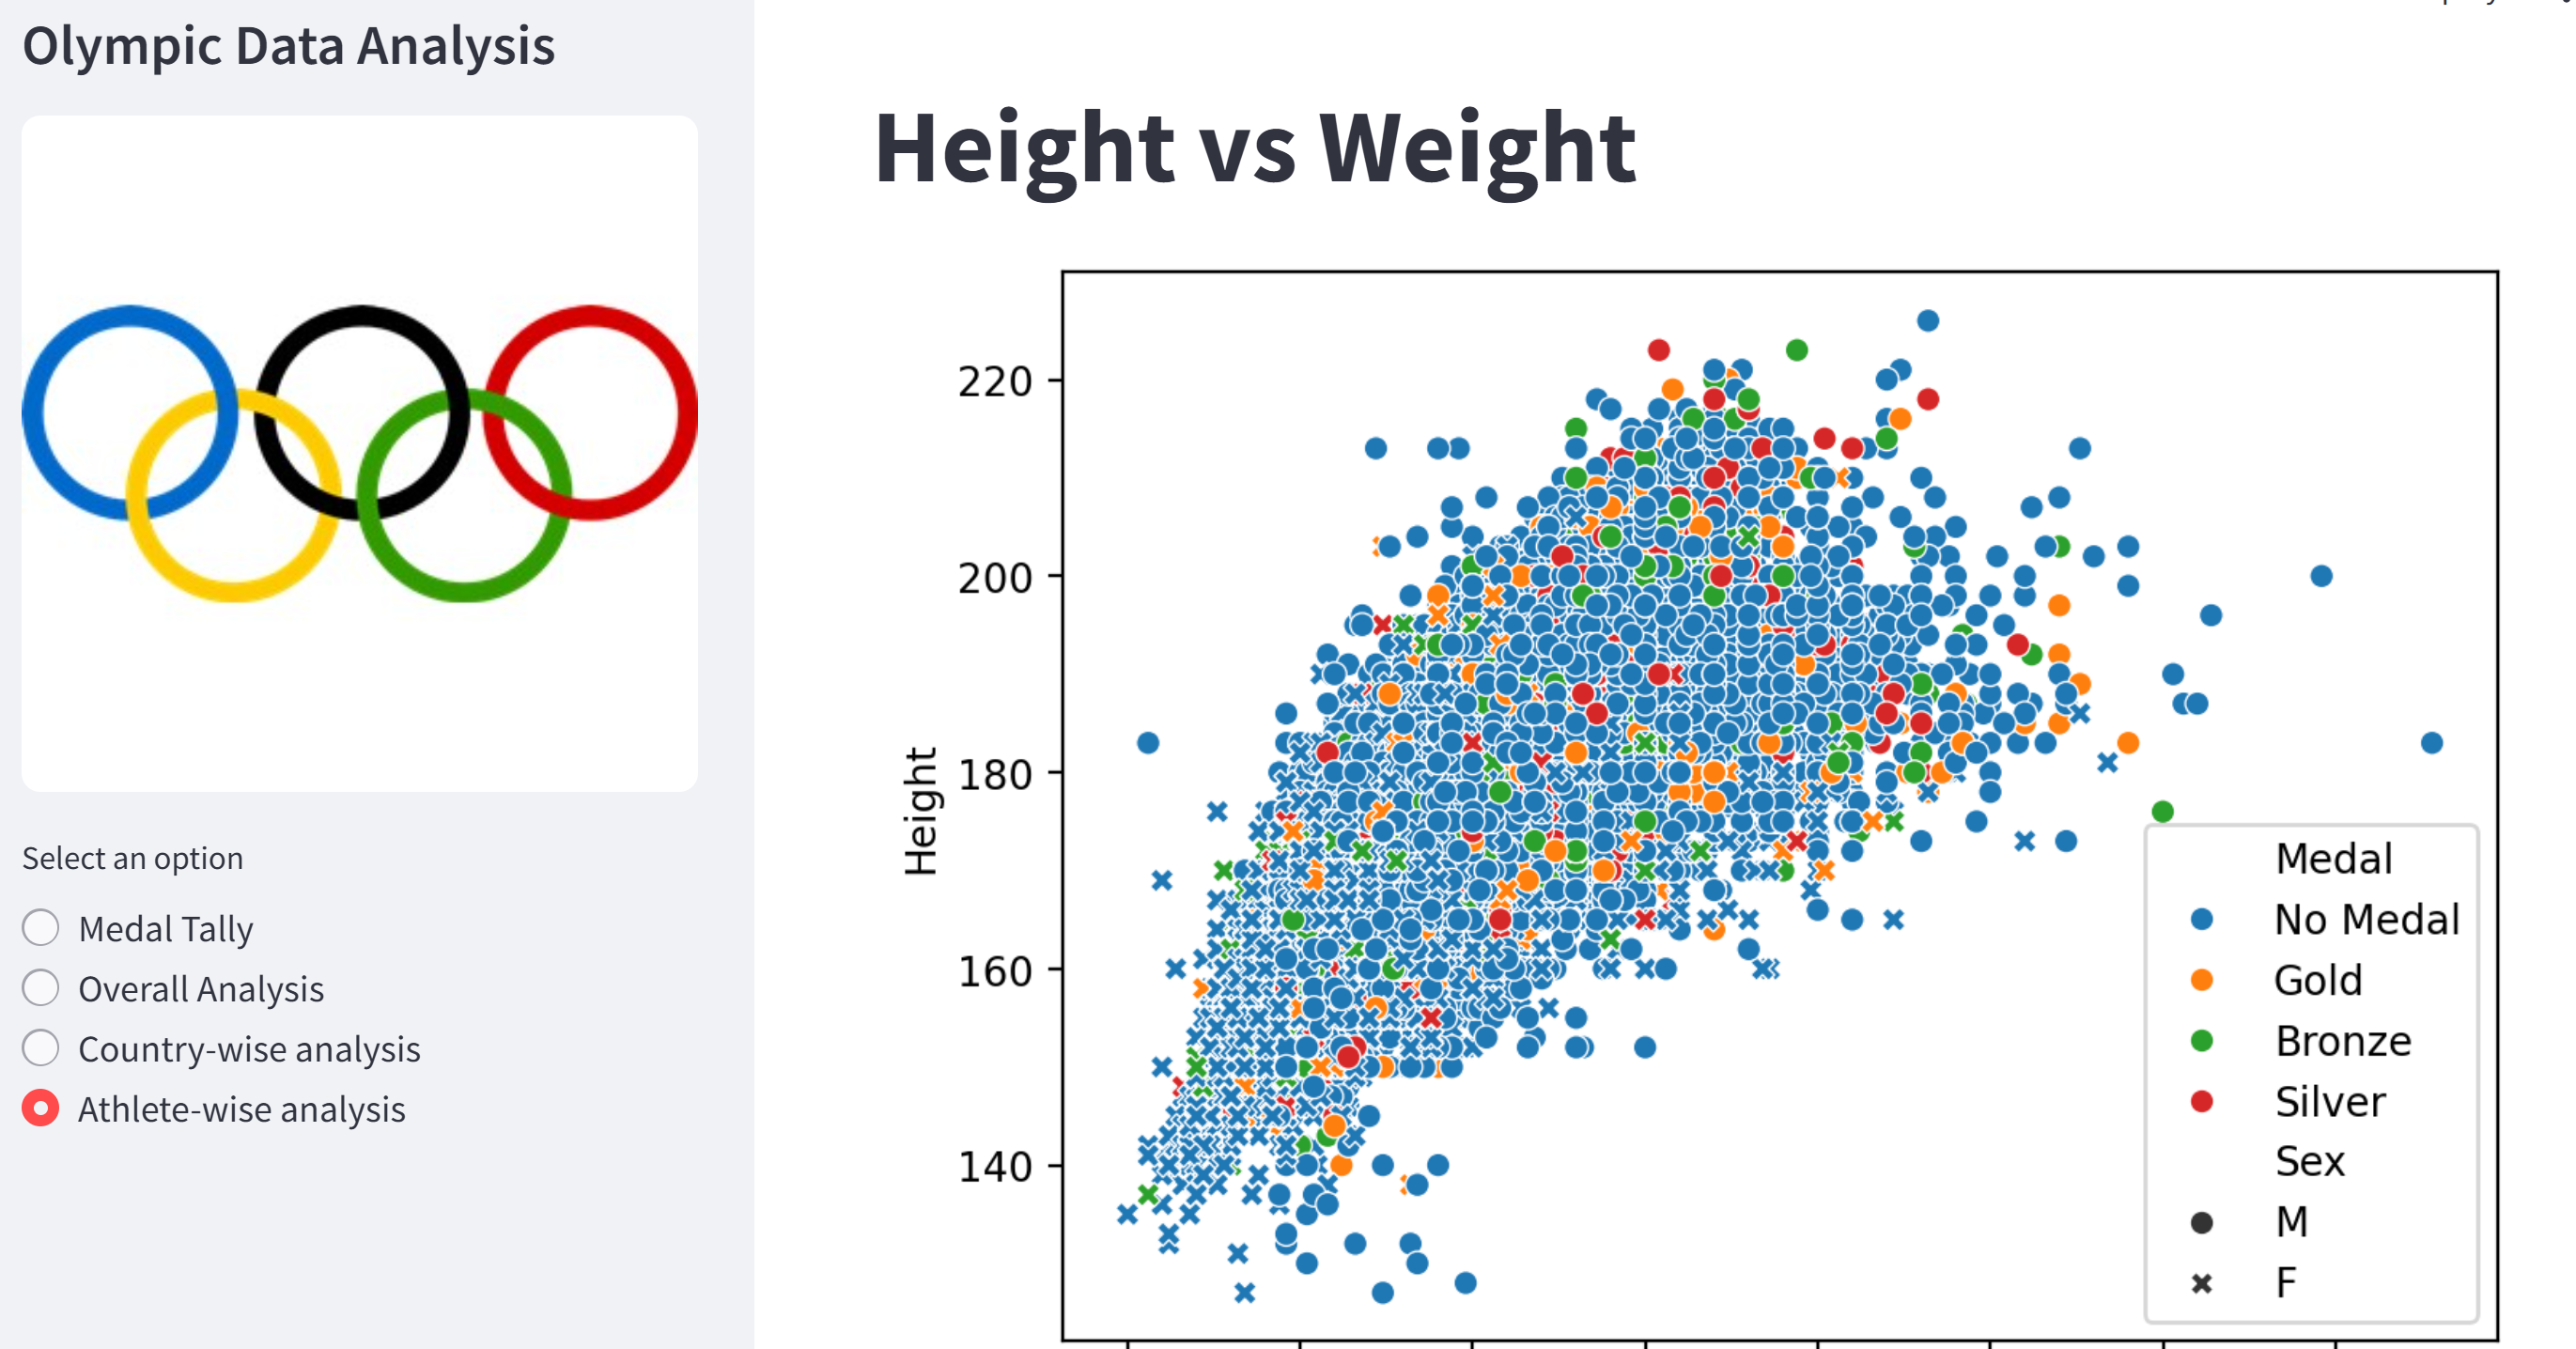 Olympic Data Analysis
Select an option
Medal Tally
Overall Analysis
Country-wise analysis
Athlete-wise analysis
Height vs Weight
Height
220
200
180
160
140
Medal
No Medal
Gold
Bronze
Silver
Sex
M
F